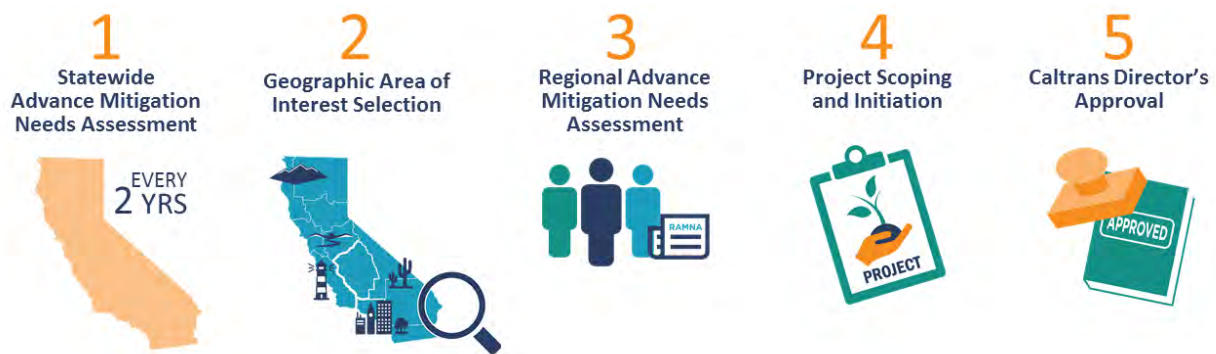 1
Statewide
Advance Mitigation
Needs Assessment
EVERY
2 YRS
2
Geographic Area of
Interest Selection
3
Regional Advance
Mitigation Needs
Assessment
RAMNA
4
Project Scoping
and Initiation
PROJECT
5
Caltrans Director’s
Approval
APPROVED